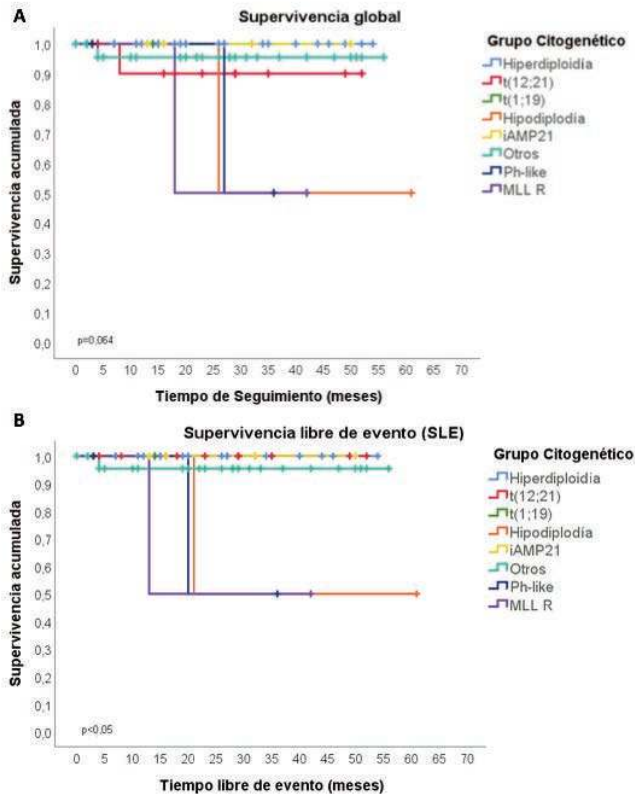 A
Supervivencia global
Supervivencia acumulada
1,0
0,9
0,8
0,7
0,6
0,5
0,4
0,3
0,2
0,1
0,0
p=0,064
0 5 10 15 20 25 30 35 40 45 50 55 60 65 70
Tiempo de Seguimiento (meses)
Grupo Citogenético
Hiperdiploidía
t(12;21)
t(1;19)
Hipodiplodía
iAMP21
Otros
Ph-like
MLL R
B
Supervivencia libre de evento (SLE)
Supervivencia acumulada
1,0
0,9
0,8
0,7
0,6
0,5
0,4
0,3
0,2
0,1
0,0
p<0,05
0 5 10 15 20 25 30 35 40 45 50 55 60 65 70
Tiempo libre de evento (meses)
Grupo Citogenético
Hiperdiploidía
t(12;21)
t(1;19)
Hipodiplodía
iAMP21
Otros
Ph-like
MLL R